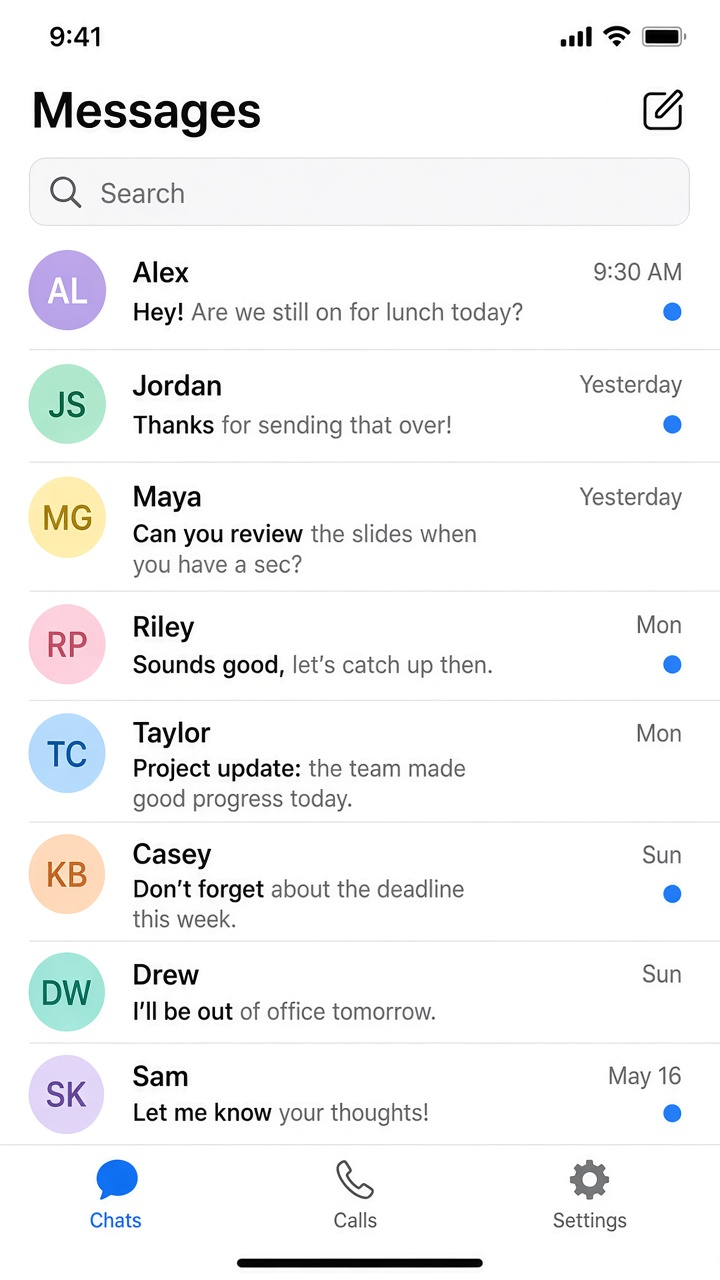 9:41
Messages
Search
AL
Alex
9:30 AM
Hey! Are we still on for lunch today?
JS
Jordan
Yesterday
Thanks for sending that over!
MG
Maya
Yesterday
Can you review the slides when
you have a sec?
RP
Riley
Mon
Sounds good, let’s catch up then.
TC
Taylor
Mon
Project update: the team made
good progress today.
KB
Casey
Sun
Don’t forget about the deadline
this week.
DW
Drew
Sun
I’ll be out of office tomorrow.
SK
Sam
May 16
Let me know your thoughts!
Chats
Calls
Settings